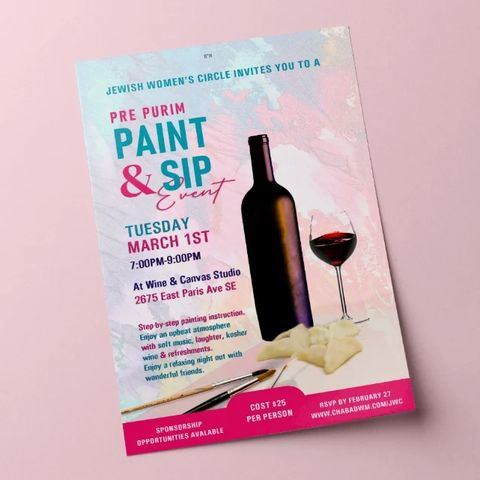 B"H
JEWISH WOMEN'S CIRCLE INVITES YOU TO A
PRE PURIM
PAINT
& SIP
Event
TUESDAY
MARCH 1ST
7:00PM-9:00PM
At Wine & Canvas Studio
2675 East Paris Ave SE
Step-by-step painting instruction.
Enjoy an upbeat atmosphere
with soft music, laughter, kosher
wine & refreshments.
Enjoy a relaxing night out with
wanderful friends.
SPONSORSHIP
OPPORTUNITIES AVALABLE
COST $25
PER PERSON
RSVP BY FEBRUARY 27
WWW.CHABADWM.COM/JWC